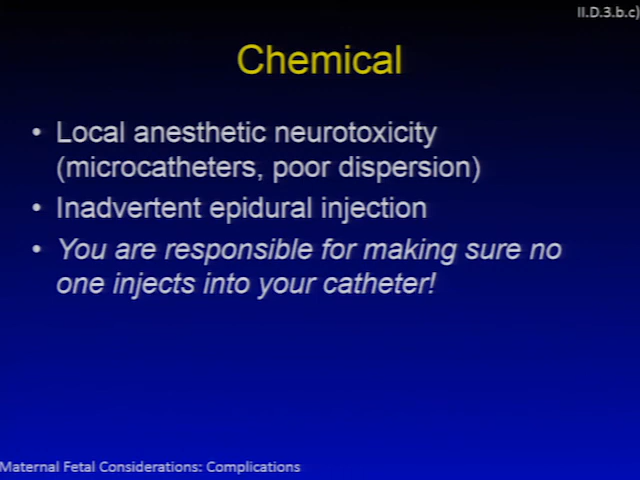 II.D.3.b.c)
Chemical
• Local anesthetic neurotoxicity
(microcatheters, poor dispersion)
• Inadvertent epidural injection
• You are responsible for making sure no
one injects into your catheter!
Maternal Fetal Considerations: Complications